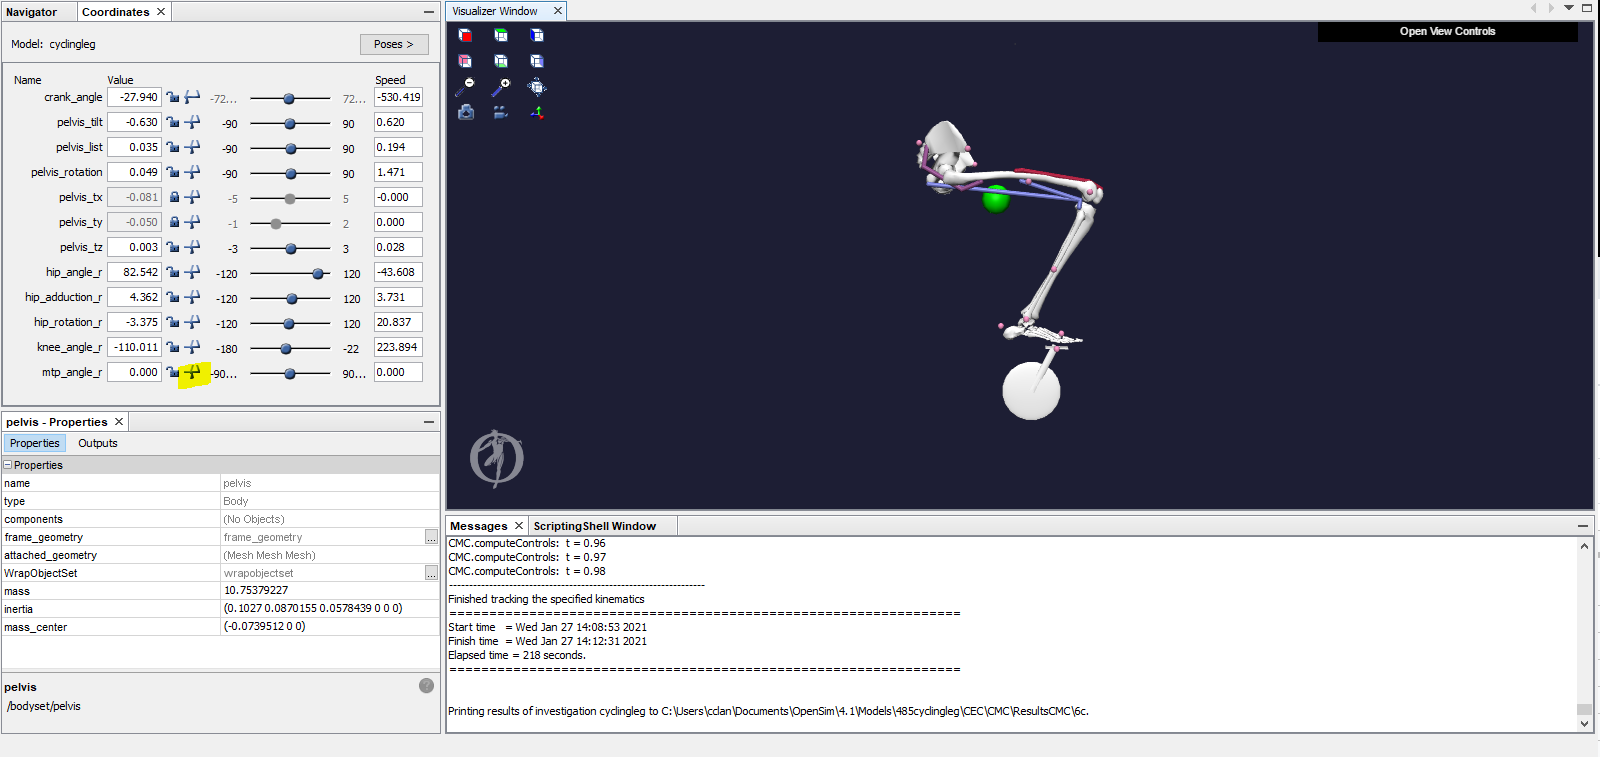 Navigator Coordinates
Model: cyclingleg Poses >
Name Value Speed
crank_angle -27.940 -72... 72... -530.419
pelvis_tilt -0.630 -90 90 0.620
pelvis_list 0.035 -90 90 0.194
pelvis_rotation 0.049 -90 90 1.471
pelvis_tx -0.081 -5 5 -0.000
pelvis_ty -0.050 -1 2 0.000
pelvis_tz 0.003 -3 3 0.028
hip_angle_r 82.542 -120 120 -43.608
hip_adduction_r 4.362 -120 120 3.731
hip_rotation_r -3.375 -120 120 20.837
knee_angle_r -110.011 -180 -22 223.894
mtp_angle_r 0.000 -90... 90... 0.000
pelvis - Properties
Properties Outputs
Properties
name pelvis
type Body
components (No Objects)
frame_geometry frame_geometry ...
attached_geometry (Mesh Mesh Mesh)
WrapObjectSet wrapobjectset ...
mass 10.75379227
inertia (0.1027 0.0870155 0.0578439 0 0 0)
mass_center (-0.0739512 0 0)
pelvis
/bodyset/pelvis
Visualizer Window
Open View Controls
Messages ScriptingShell Window
CMC.computeControls: t = 0.96
CMC.computeControls: t = 0.97
CMC.computeControls: t = 0.98
----------------------------------------------------------------
Finished tracking the specified kinematics
================================================================
Start time = Wed Jan 27 14:08:53 2021
Finish time = Wed Jan 27 14:12:31 2021
Elapsed time = 218 seconds.
================================================================
Printing results of investigation cyclingleg to C:\Users\cclan\Documents\OpenSim\4.1\Models\485cyclingleg\CEC\CMC\ResultsCMC\6c.